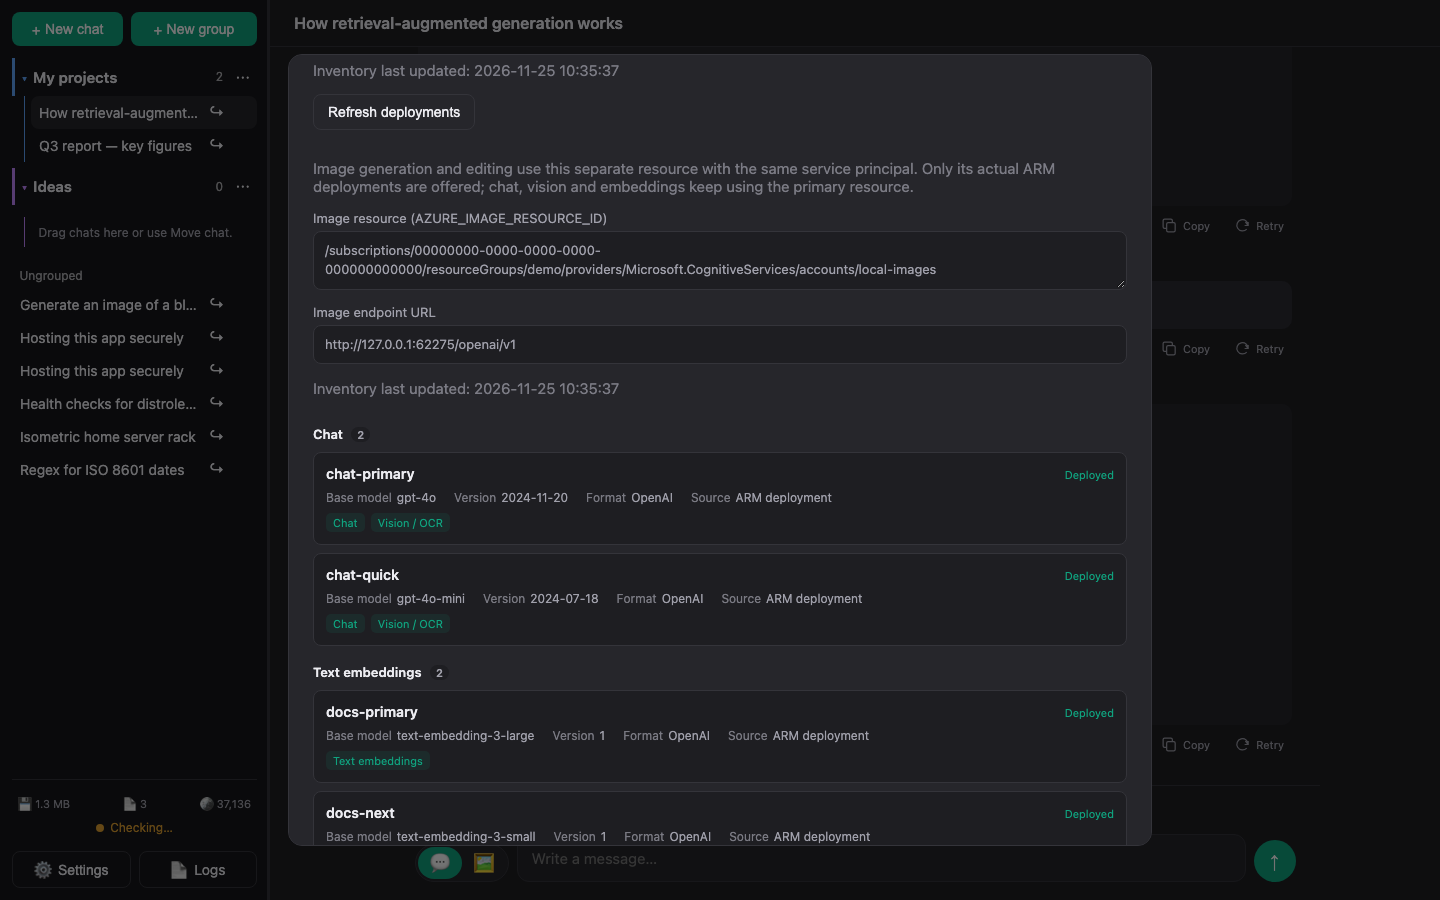 + New chat
+ New group
My projects 2 ...
How retrieval-augment...
Q3 report — key figures
Ideas 0 ...
Drag chats here or use Move chat.
Ungrouped
Generate an image of a bl...
Hosting this app securely
Hosting this app securely
Health checks for distrole...
Isometric home server rack
Regex for ISO 8601 dates
1.3 MB
3
37,136
Checking...
Settings
Logs
How retrieval-augmented generation works
Inventory last updated: 2026-11-25 10:35:37
Refresh deployments
Image generation and editing use this separate resource with the same service principal. Only its actual ARM
deployments are offered; chat, vision and embeddings keep using the primary resource.
Image resource (AZURE_IMAGE_RESOURCE_ID)
/subscriptions/00000000-0000-0000-0000-
000000000000/resourceGroups/demo/providers/Microsoft.CognitiveServices/accounts/local-images
Image endpoint URL
http://127.0.0.1:62275/openai/v1
Inventory last updated: 2026-11-25 10:35:37
Chat 2
chat-primary Deployed
Base model gpt-4o Version 2024-11-20 Format OpenAI Source ARM deployment
Chat Vision / OCR
chat-quick Deployed
Base model gpt-4o-mini Version 2024-07-18 Format OpenAI Source ARM deployment
Chat Vision / OCR
Text embeddings 2
docs-primary Deployed
Base model text-embedding-3-large Version 1 Format OpenAI Source ARM deployment
Text embeddings
docs-next Deployed
Base model text-embedding-3-small Version 1 Format OpenAI Source ARM deployment
Copy Retry
Copy Retry
Copy Retry
Write a message...